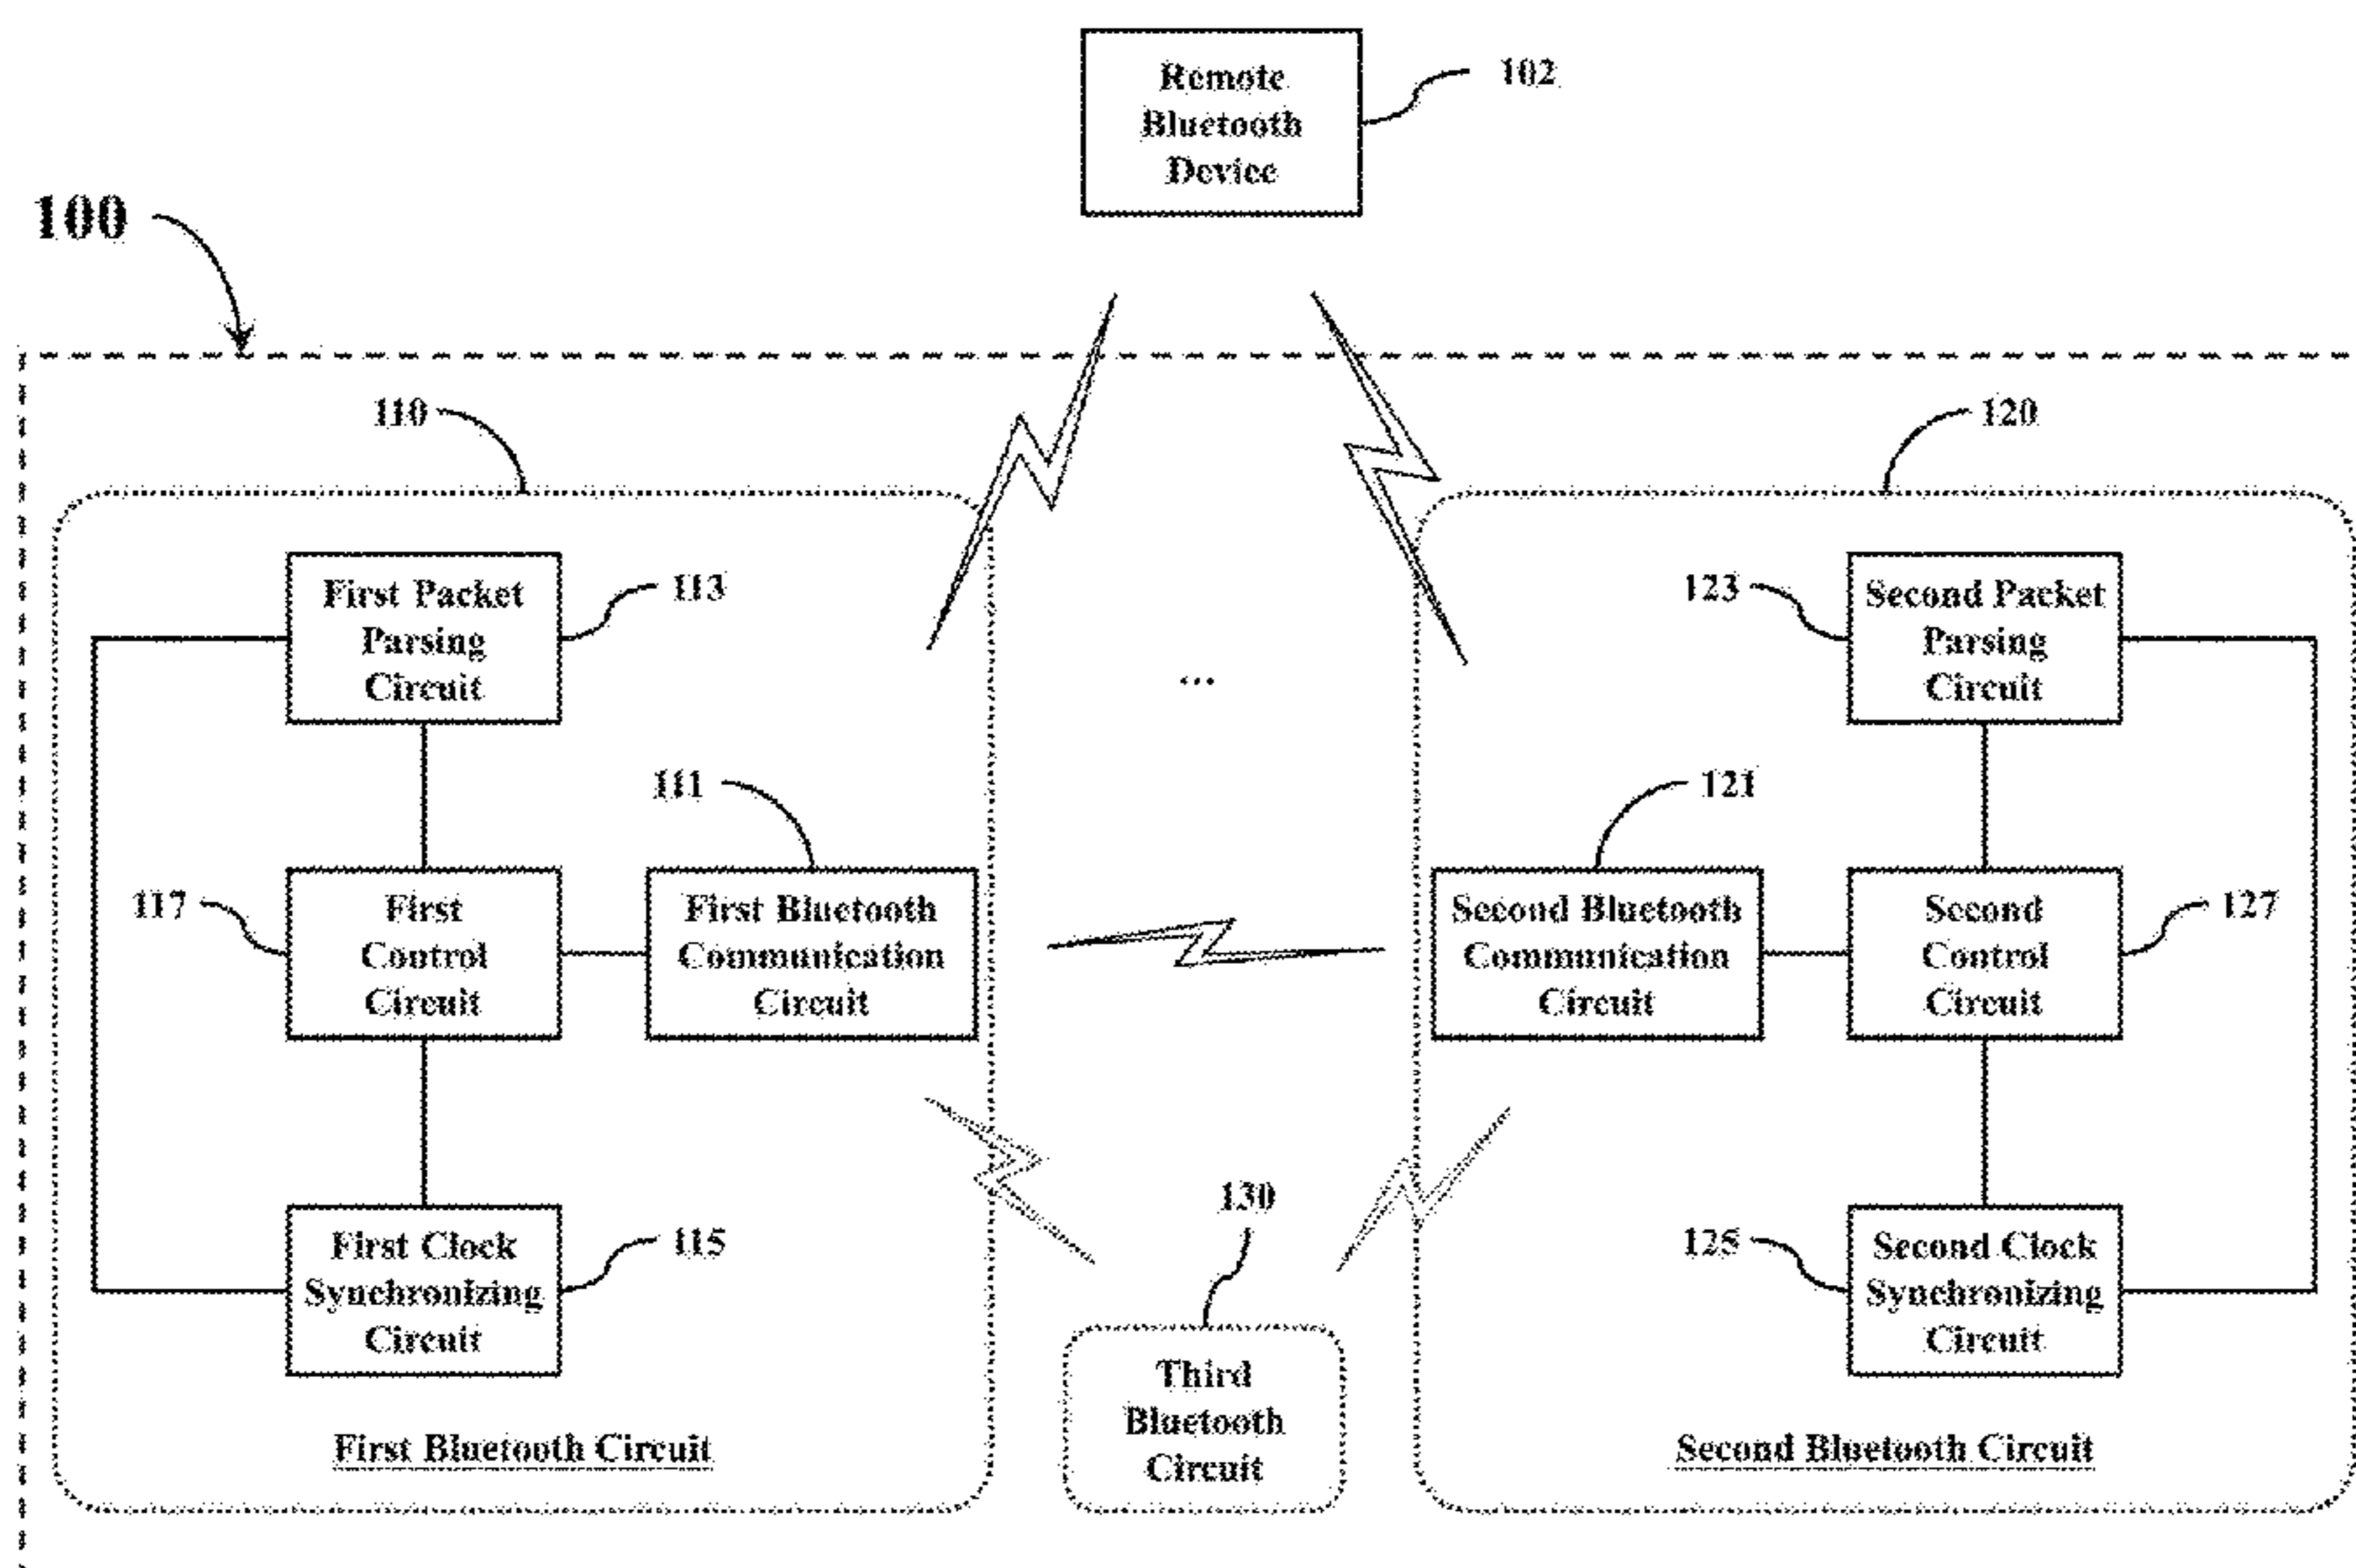 Remote
Bluetooth
Device
102
100
110
120
First Packet
Parsing
Circuit
113
123
Second Packet
Parsing
Circuit
...
111
121
117
First
Control
Circuit
First Bluetooth
Communication
Circuit
Second Bluetooth
Communication
Circuit
Second
Control
Circuit
127
130
First Clock
Synchronizing
Circuit
115
125
Second Clock
Synchronizing
Circuit
Third
Bluetooth
Circuit
First Bluetooth Circuit
Second Bluetooth Circuit